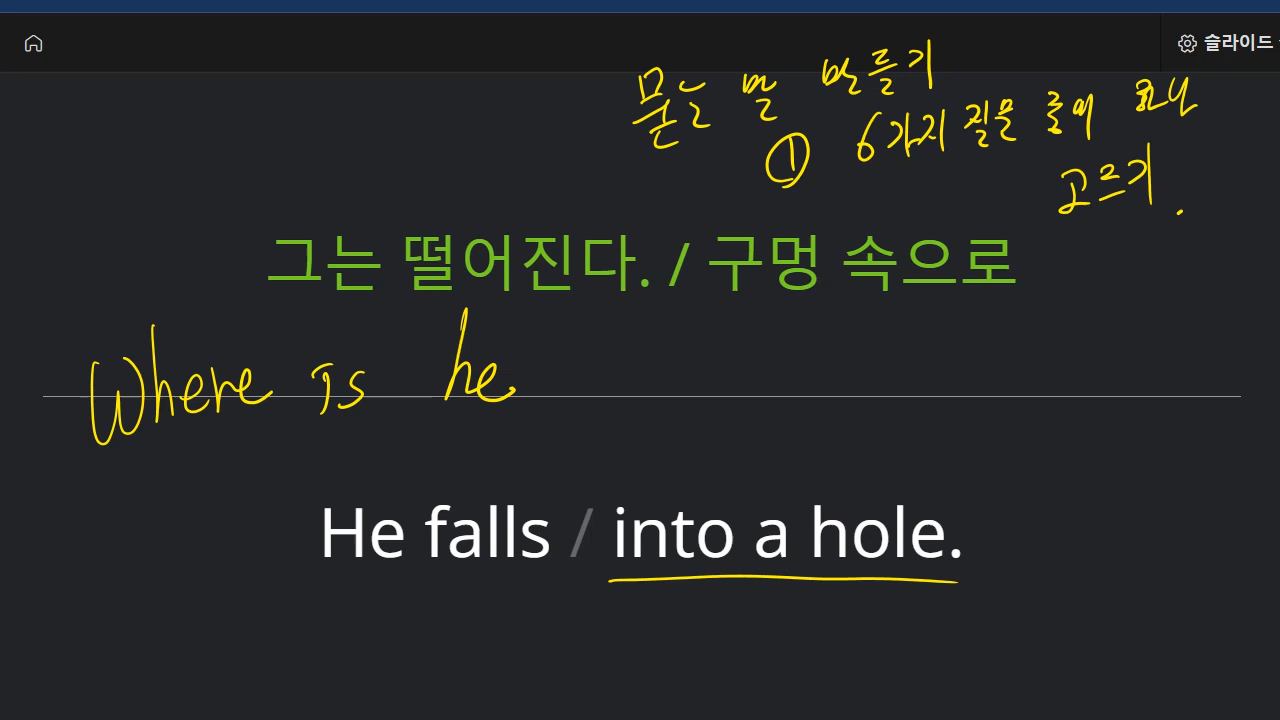 슬라이드
묻는 말 만들기
① 6가지 질문 중에 하나
고르기.
그는 떨어진다. / 구멍 속으로
Where is he
He falls / into a hole.